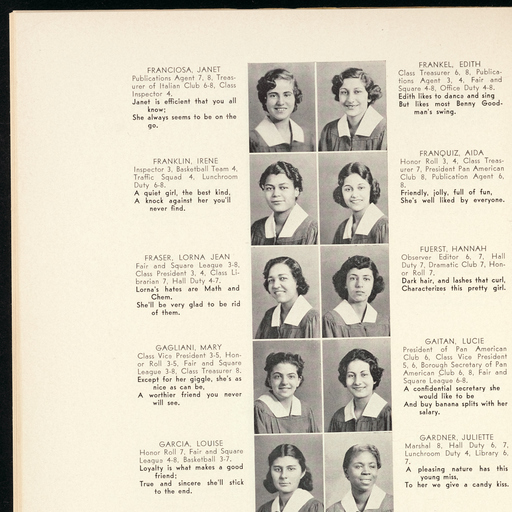 FRANCIOSA, JANET
Publications Agent 7, 8, Treas-
urer of Italian Club 6-8, Class
Inspector 4.
Janet is efficient that you all
know;
She always seems to be on the
go.
FRANKLIN, IRENE
Inspector 3, Basketball Team 4,
Traffic Squad 4, Lunchroom
Duty 6-8.
A quiet girl, the best kind,
A knock against her you'll
never find.
FRASER, LORNA JEAN
Fair and Square League 3-8,
Class President 3, 4, Class Li-
brarian 7, Hall Duty 4-7.
Lorna's hates are Math and
Chem.
She'll be very glad to be rid
of them.
GAGLIANI, MARY
Class Vice President 3-5, Hon-
or Roll 3-5, Fair and Square
League 3-8, Class Treasurer 8.
Except for her giggle, she's as
nice as can be,
A worthier friend you never
will see.
GARCIA, LOUISE
Honor Roll 7, Fair and Square
League 4-8, Basketball 3-7.
Loyalty is what makes a good
friend;
True and sincere she'll stick
to the end.
FRANKEL, EDITH
Class Treasurer 6, 8, Publica-
tions Agent 3, 4, Fair and
Square 4-8, Office Duty 4-8.
Edith likes to dance and sing
But likes most Benny Good-
man's swing.
FRANQUIZ, AIDA
Honor Roll 3, 4, Class Treas-
urer 7, President Pan American
Club 8, Publication Agent 6,
8.
Friendly, jolly, full of fun,
She's well liked by everyone.
FUERST, HANNAH
Observer Editor 6, 7, Hall
Duty 7, Dramatic Club 7, Hon-
or Roll 7.
Dark hair, and lashes that curl,
Characterizes this pretty girl.
GAITAN, LUCIE
President of Pan American
Club 6, Class Vice President
5, 6, Borough Secretary of Pan
American Club 6, 8, Fair and
Square League 6-8.
A confidential secretary she
would like to be
And buy banana splits with her
salary.
GARDNER, JULIETTE
Marshal 8, Hall Duty 6, 7,
Lunchroom Duty 4, Library 6,
7.
A pleasing nature has this
young miss,
To her we give a candy kiss.